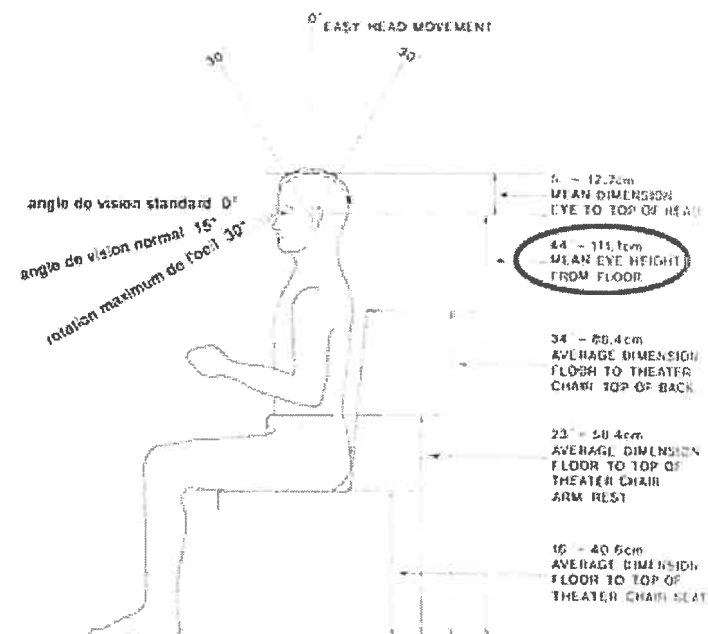 0°
EASY HEAD MOVEMENT
30
angle de vision standard 0°
angle de vision normal 15°
rotation maximum de l'oeil 30°
5" – 12.7cm
MEAN DIMENSION
EYE TO TOP OF HEAD
44" – 111.1cm
MEAN EYE HEIGHT
FROM FLOOR
34" – 86.4cm
AVERAGE DIMENSION
FLOOR TO THEATER
CHAIR TOP OF BACK
23" – 58.4cm
AVERAGE DIMENSION
FLOOR TO TOP OF
THEATER CHAIR
ARM REST
16" – 40.6cm
AVERAGE DIMENSION
FLOOR TO TOP OF
THEATER CHAIR SEAT